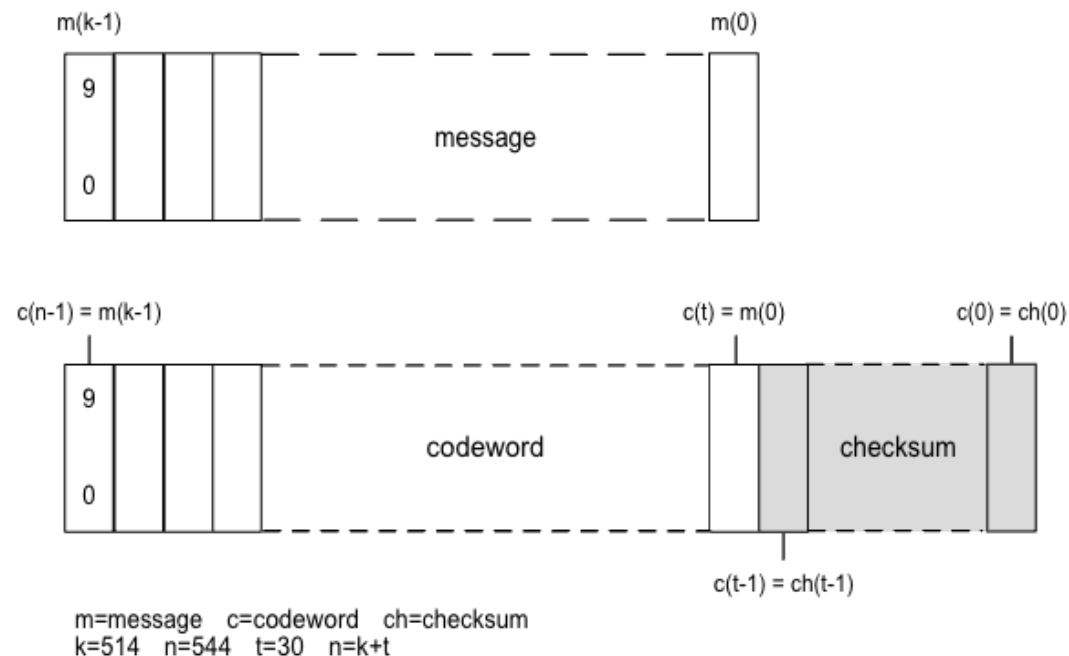 m(k-1) m(0)
9
message
0
c(n-1) = m(k-1) c(t) = m(0) c(0) = ch(0)
9
codeword checksum
0
c(t-1) = ch(t-1)
m=message c=codeword ch=checksum
k=514 n=544 t=30 n=k+t